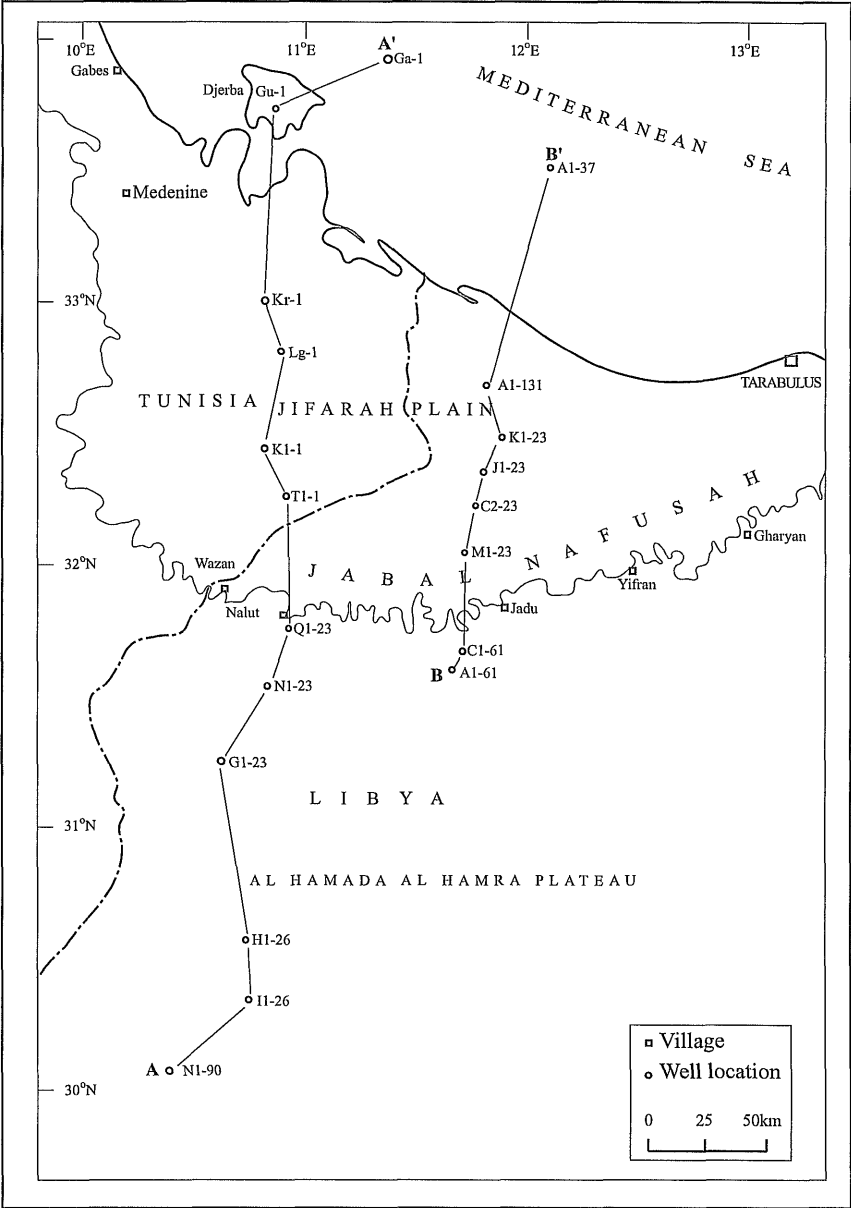 10°E 11°E 12°E 13°E
A'
Ga-1
Gabes
Djerba Gu-1
MEDITERRANEAN SEA
B'
A1-37
Medenine
33°N
Kr-1
Lg-1
TARABULUS
A1-131
TUNISIA JIFARAH PLAIN
K1-23
K1-1
J1-23
T1-1
C2-23
JABAL NAFUSAH
Gharyan
M1-23
32°N
Wazan
Yifran
Nalut
Jadu
Q1-23
C1-61
B A1-61
N1-23
G1-23
LIBYA
31°N
AL HAMADA AL HAMRA PLATEAU
H1-26
I1-26
A N1-90
30°N
Village
Well location
0 25 50km